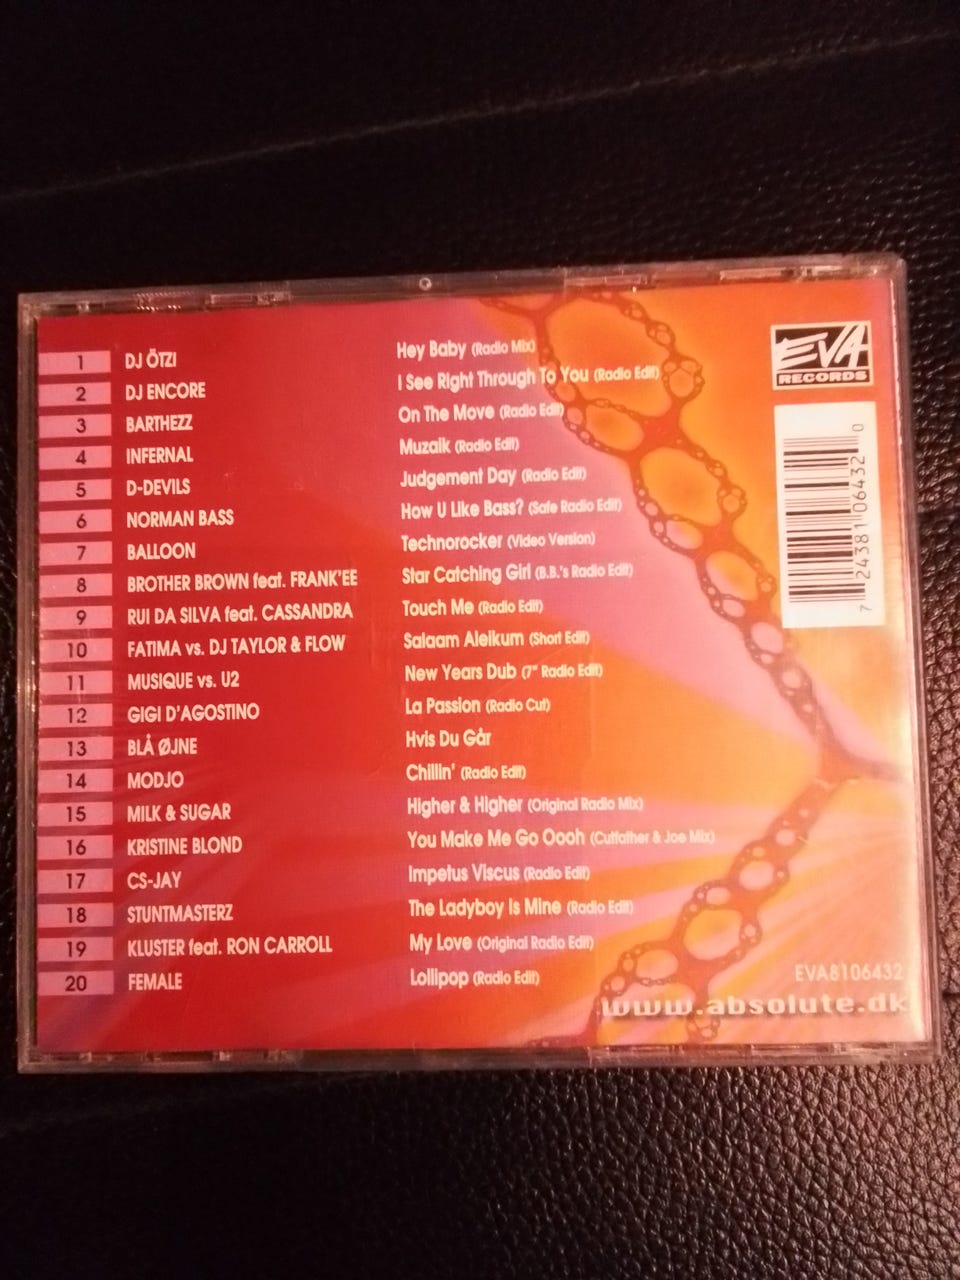 1 DJ ÖTZI Hey Baby (Radio Mix)
2 DJ ENCORE I See Right Through To You (Radio Edit)
3 BARTHEZZ On The Move (Radio Edit)
4 INFERNAL Muzaik (Radio Edit)
5 D-DEVILS Judgement Day (Radio Edit)
6 NORMAN BASS How U Like Bass? (Safe Radio Edit)
7 BALLOON Technorocker (Video Version)
8 BROTHER BROWN feat. FRANK'EE Star Catching Girl (B.B.'s Radio Edit)
9 RUI DA SILVA feat. CASSANDRA Touch Me (Radio Edit)
10 FATIMA vs. DJ TAYLOR & FLOW Salaam Aleikum (Short Edit)
11 MUSIQUE vs. U2 New Years Dub (7" Radio Edit)
12 GIGI D'AGOSTINO La Passion (Radio Cut)
13 BLÅ ØJNE Hvis Du Går
14 MODJO Chillin' (Radio Edit)
15 MILK & SUGAR Higher & Higher (Original Radio Mix)
16 KRISTINE BLOND You Make Me Go Oooh (Cutfather & Joe Mix)
17 CS-JAY Impetus Viscus (Radio Edit)
18 STUNTMASTERZ The Ladyboy Is Mine (Radio Edit)
19 KLUSTER feat. RON CARROLL My Love (Original Radio Edit)
20 FEMALE Lollipop (Radio Edit)
EVA
RECORDS
7 24381 06432 0
EVA8106432
www.absolute.dk